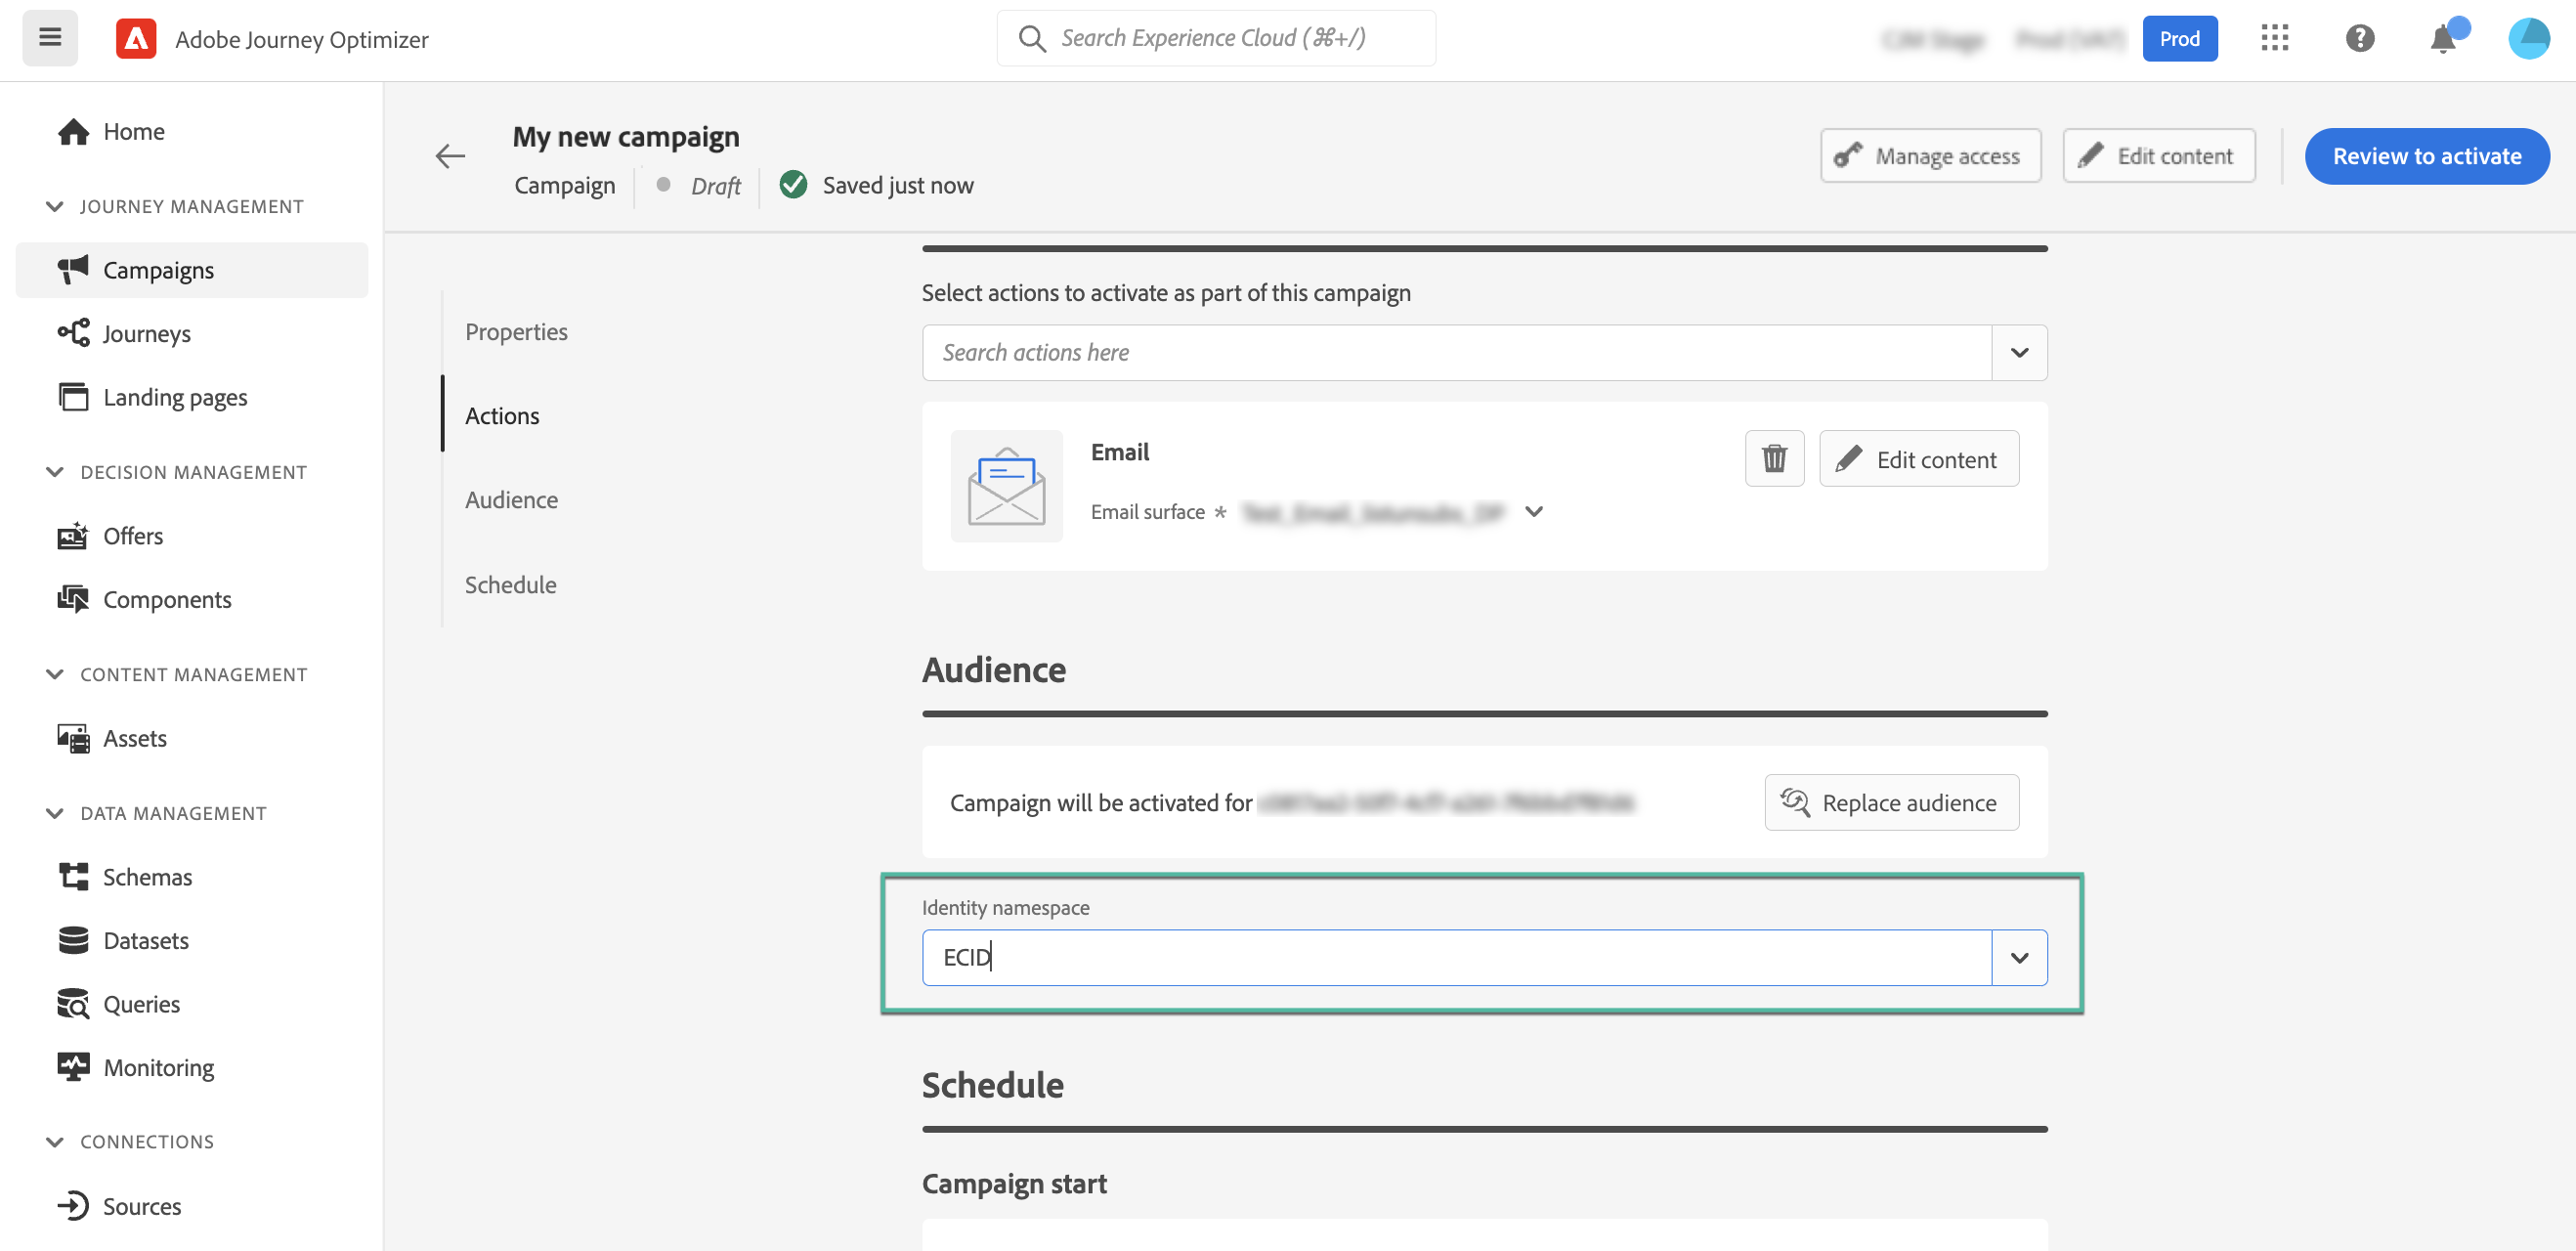 Adobe Journey Optimizer
Search Experience Cloud (⌘+/)
Prod
Home
JOURNEY MANAGEMENT
Campaigns
Journeys
Landing pages
DECISION MANAGEMENT
Offers
Components
CONTENT MANAGEMENT
Assets
DATA MANAGEMENT
Schemas
Datasets
Queries
Monitoring
CONNECTIONS
Sources
My new campaign
Campaign
Draft
Saved just now
Manage access
Edit content
Review to activate
Properties
Actions
Audience
Schedule
Select actions to activate as part of this campaign
Search actions here
Email
Email surface *
Edit content
Audience
Campaign will be activated for
Replace audience
Identity namespace
ECID
Schedule
Campaign start